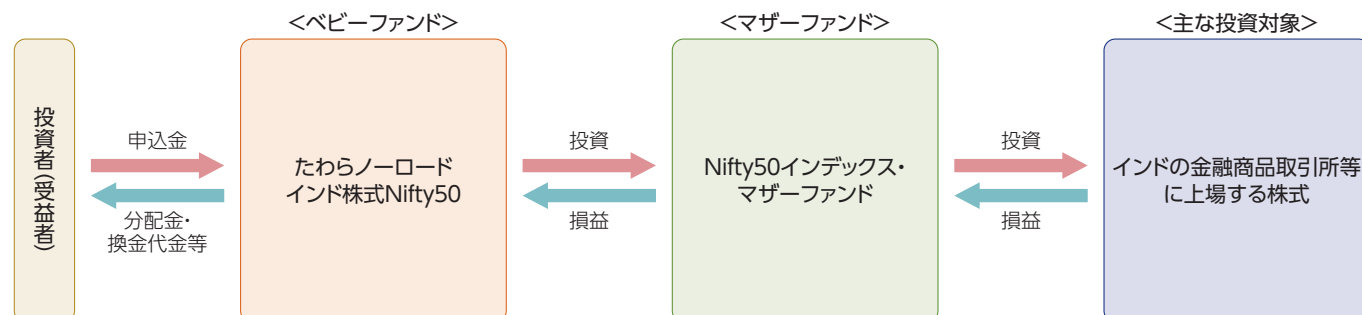 ＜ベビーファンド＞
＜マザーファンド＞
＜主な投資対象＞
投資者（受益者）
申込金
分配金・
換金代金等
たわらノーロード
インド株式Nifty50
投資
損益
Nifty50インデックス・
マザーファンド
投資
損益
インドの金融商品取引所等
に上場する株式